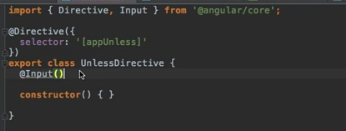 import { Directive, Input } from '@angular/core';
@Directive({
selector: '[appUnless]'
})
export class UnlessDirective {
@Input()
constructor() { }
}